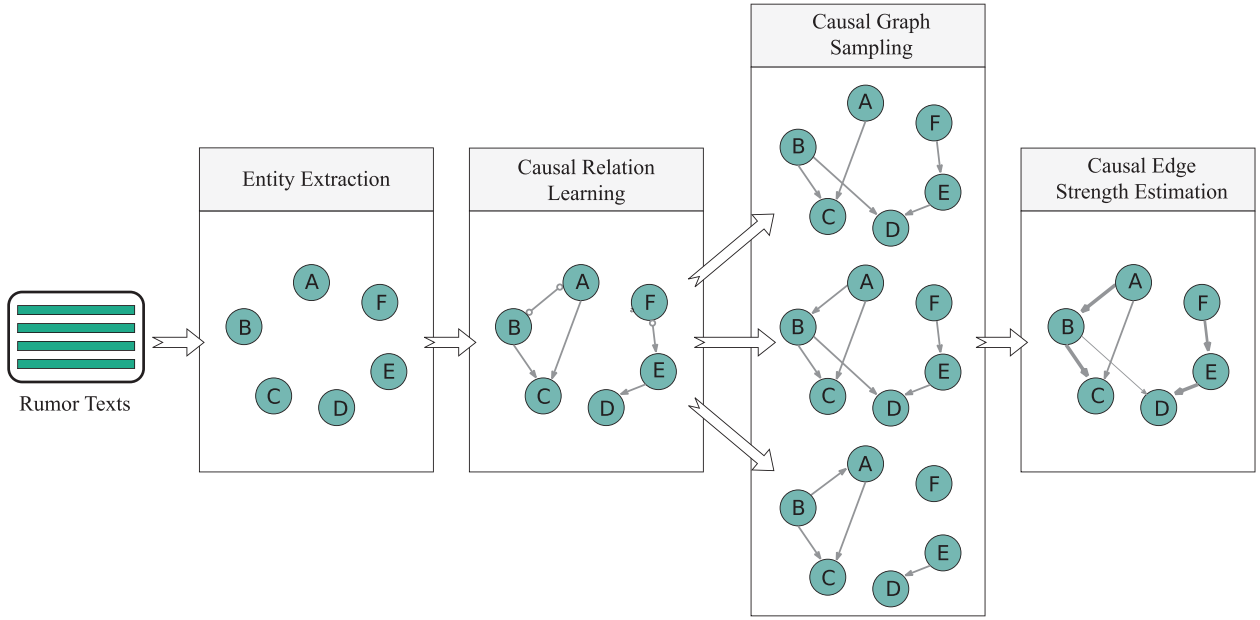 Rumor Texts
Entity Extraction
A
F
B
E
C
D
Causal Relation
Learning
A
F
B
E
C
D
Causal Graph
Sampling
A
F
B
E
C
D
A
F
B
E
C
D
A
F
B
E
C
D
Causal Edge
Strength Estimation
A
F
B
E
C
D